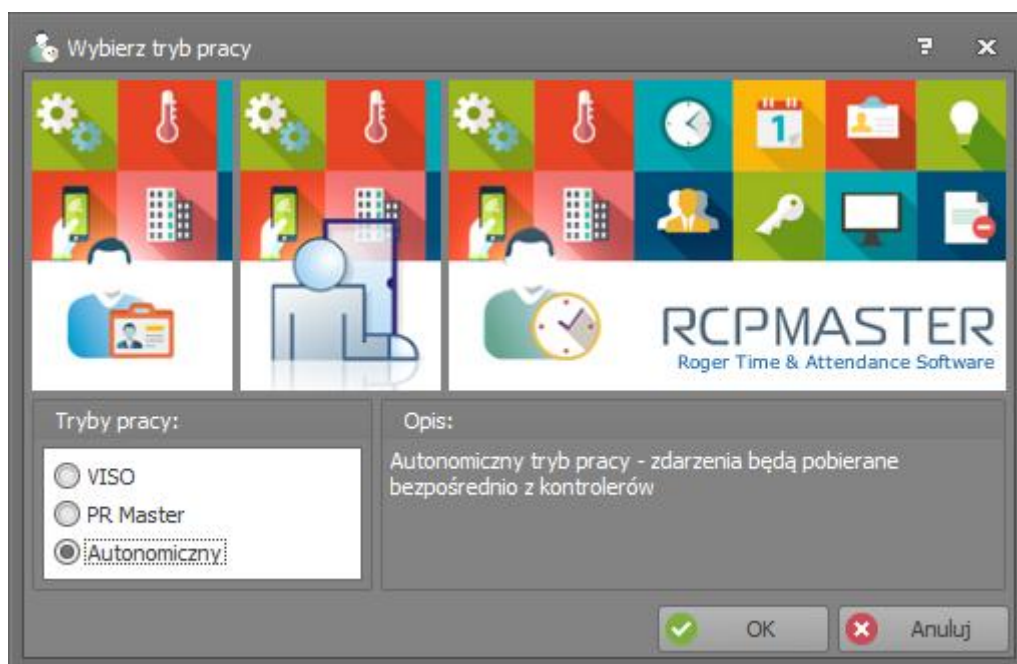 Wybierz tryb pracy
1
RCPMASTER
Roger Time & Attendance Software
Tryby pracy:
VISO
PR Master
Autonomiczny
Opis:
Autonomiczny tryb pracy - zdarzenia będą pobierane
bezpośrednio z kontrolerów
OK
Anuluj